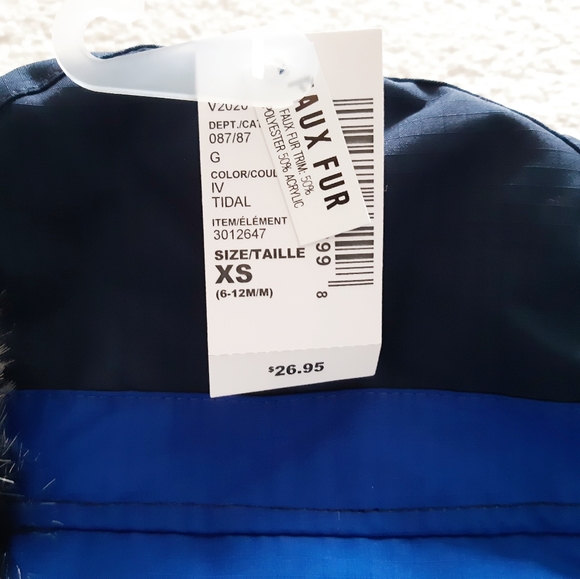 V2020
DEPT./CAT
087/87
G
COLOR/COUL
IV
TIDAL
ITEM/ÉLÉMENT
3012647
SIZE/TAILLE
XS
(6-12M/M)
$26.95
AUX FUR
FAUX FUR TRIM: 50%
POLYESTER 50% ACRYLIC
99 8